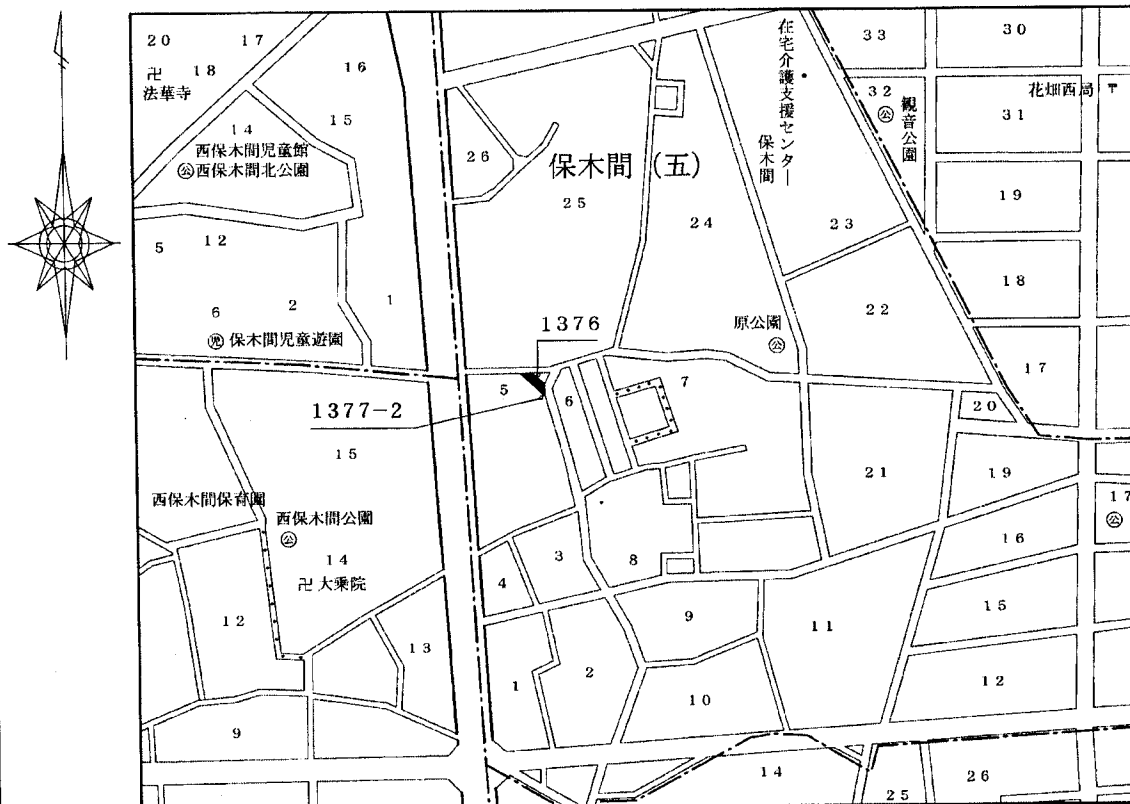 20
17
18
卍
法華寺
16
15
14
西保木間児童館
公西保木間北公園
5
12
6
2
1
児 保木間児童遊園
26
保木間 (五)
25
24
在宅介護支援センター
保木間
23
22
33
32
公
観音公園
30
花畑西局 〒
31
19
18
17
原公園
公
1376
1377-2
5
6
7
20
21
19
17
公
16
15
12
15
西保木間保育園
西保木間公園
公
14
卍 大乗院
12
13
9
3
4
8
9
11
1
2
10
14
25
26